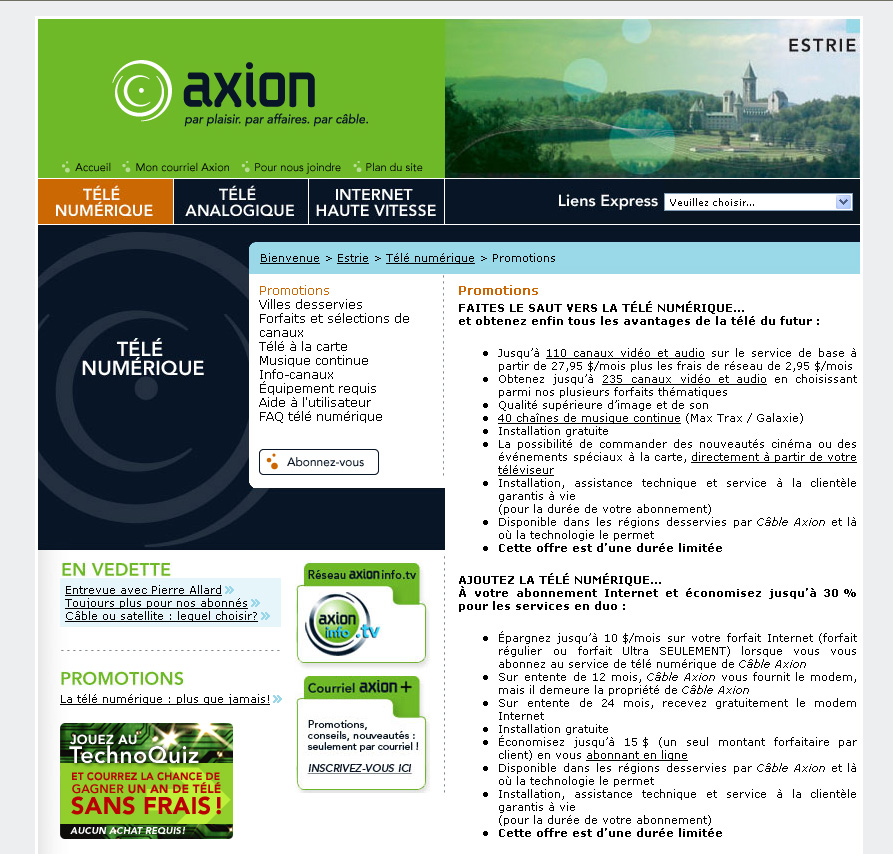 ESTRIE
axion
par plaisir. par affaires. par câble.
Accueil
Mon courriel Axion
Pour nous joindre
Plan du site
TÉLÉ
NUMÉRIQUE
TÉLÉ
ANALOGIQUE
INTERNET
HAUTE VITESSE
Liens Express
Veuillez choisir...
Bienvenue > Estrie > Télé numérique > Promotions
TÉLÉ
NUMÉRIQUE
Promotions
Villes desservies
Forfaits et sélections de
canaux
Télé à la carte
Musique continue
Info-canaux
Équipement requis
Aide à l'utilisateur
FAQ télé numérique
Abonnez-vous
Promotions
FAITES LE SAUT VERS LA TÉLÉ NUMÉRIQUE...
et obtenez enfin tous les avantages de la télé du futur :
Jusqu'à 110 canaux vidéo et audio sur le service de base à
partir de 27,95 $/mois plus les frais de réseau de 2,95 $/mois
Obtenez jusqu'à 235 canaux vidéo et audio en choisissant
parmi nos plusieurs forfaits thématiques
Qualité supérieure d'image et de son
40 chaînes de musique continue (Max Trax / Galaxie)
Installation gratuite
La possibilité de commander des nouveautés cinéma ou des
événements spéciaux à la carte, directement à partir de votre
téléviseur
Installation, assistance technique et service à la clientèle
garantis à vie
(pour la durée de votre abonnement)
Disponible dans les régions desservies par Câble Axion et là
où la technologie le permet
Cette offre est d'une durée limitée
AJOUTEZ LA TÉLÉ NUMÉRIQUE...
À votre abonnement Internet et économisez jusqu'à 30 %
pour les services en duo :
Épargnez jusqu'à 10 $/mois sur votre forfait Internet (forfait
régulier ou forfait Ultra SEULEMENT) lorsque vous vous
abonnez au service de télé numérique de Câble Axion
Sur entente de 12 mois, Câble Axion vous fournit le modem,
mais il demeure la propriété de Câble Axion
Sur entente de 24 mois, recevez gratuitement le modem
Internet
Installation gratuite
Économisez jusqu'à 15 $ (un seul montant forfaitaire par
client) en vous abonnant en ligne
Disponible dans les régions desservies par Câble Axion et là
où la technologie le permet
Installation, assistance technique et service à la clientèle
garantis à vie
(pour la durée de votre abonnement)
Cette offre est d'une durée limitée
EN VEDETTE
Entrevue avec Pierre Allard
Toujours plus pour nos abonnés
Câble ou satellite : lequel choisir?
PROMOTIONS
La télé numérique : plus que jamais!
JOUEZ AU
TechnoQuiz
ET COURREZ LA CHANCE DE
GAGNER UN AN DE TÉLÉ
SANS FRAIS!
AUCUN ACHAT REQUIS!
Réseau axioninfo.tv
axion
info .tv
Courriel axion+
Promotions,
conseils, nouveautés :
seulement par courriel !
INSCRIVEZ-VOUS ICI